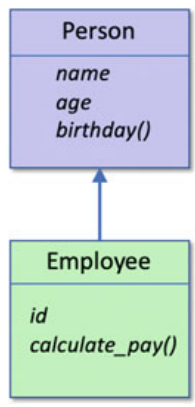 Person
name
age
birthday()
Employee
id
calculate_pay()